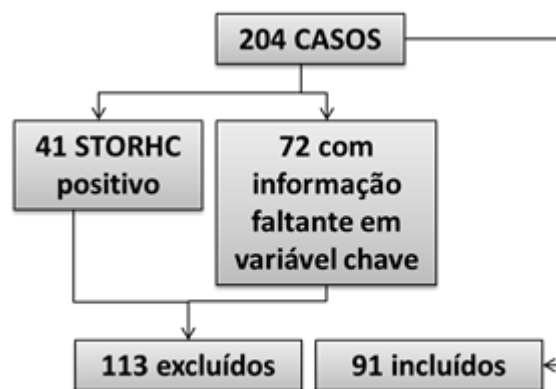 204 CASOS
41 STORHC
positivo
72 com
informação
faltante em
variável chave
113 excluídos
91 incluídos